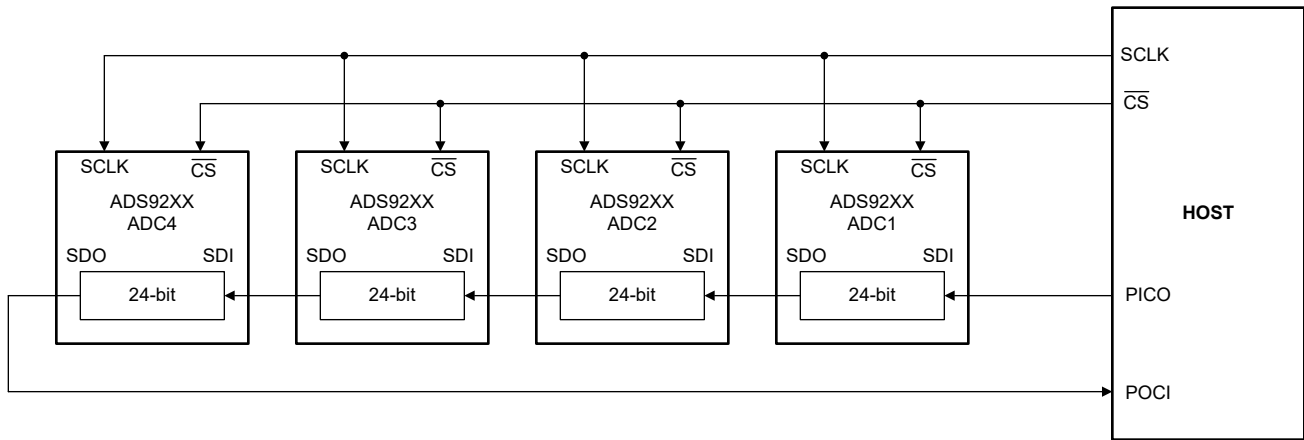 SCLK
CS
SCLK CS
ADS92XX
ADC4
SDO SDI
24-bit
SCLK CS
ADS92XX
ADC3
SDO SDI
24-bit
SCLK CS
ADS92XX
ADC2
SDO SDI
24-bit
SCLK CS
ADS92XX
ADC1
SDO SDI
24-bit
HOST
PICO
POCI